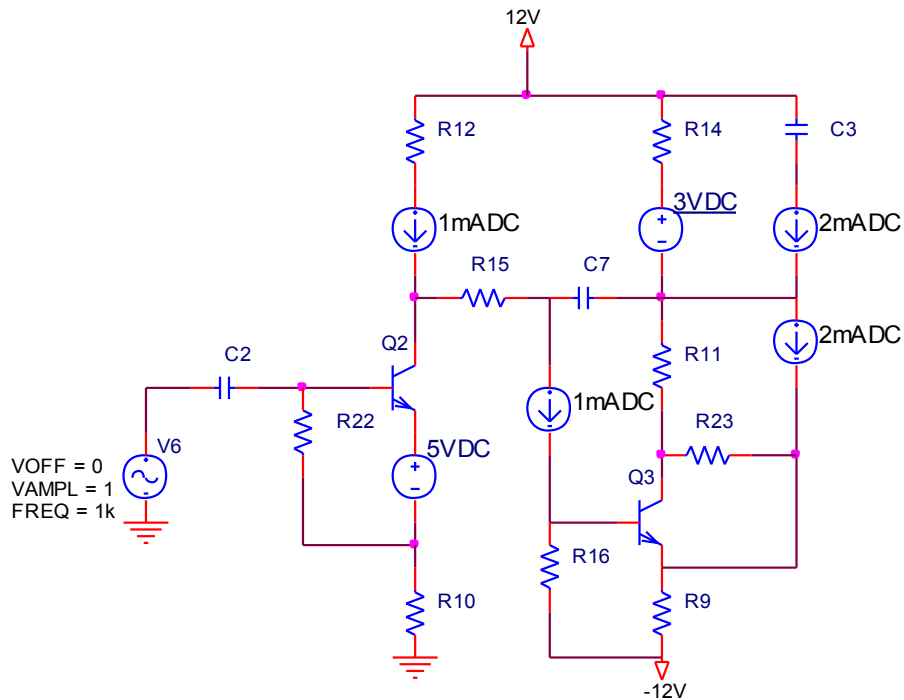 12V
R12
R14
C3
1mADC
3VDC
2mADC
R15
C7
Q2
2mADC
C2
R11
R22
1mADC
V6
5VDC
R23
VOFF = 0
VAMPL = 1
FREQ = 1k
Q3
R16
R10
R9
-12V